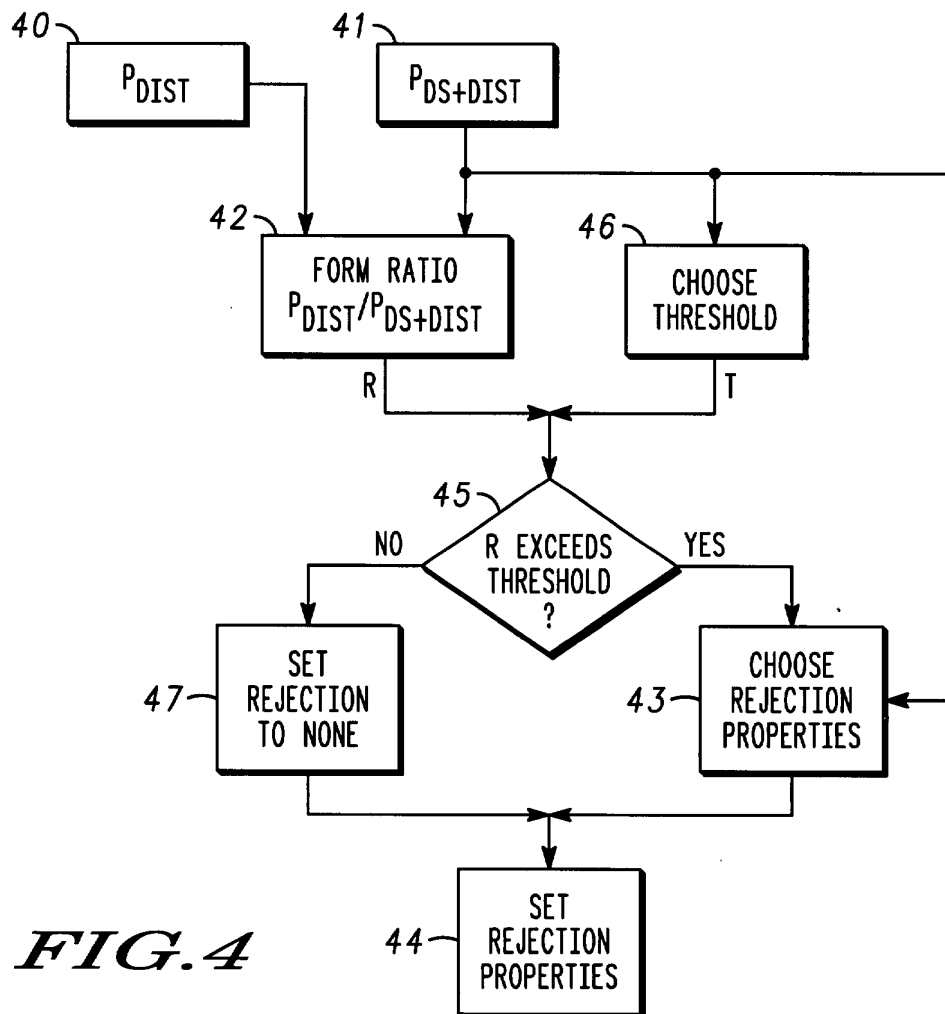 40
41
P_DIST
P_DS+DIST
42
46
FORM RATIO
P_DIST/P_DS+DIST
CHOOSE
THRESHOLD
R
T
45
NO
YES
R EXCEEDS
THRESHOLD
?
47
SET
REJECTION
TO NONE
43
CHOOSE
REJECTION
PROPERTIES
44
SET
REJECTION
PROPERTIES
FIG.4